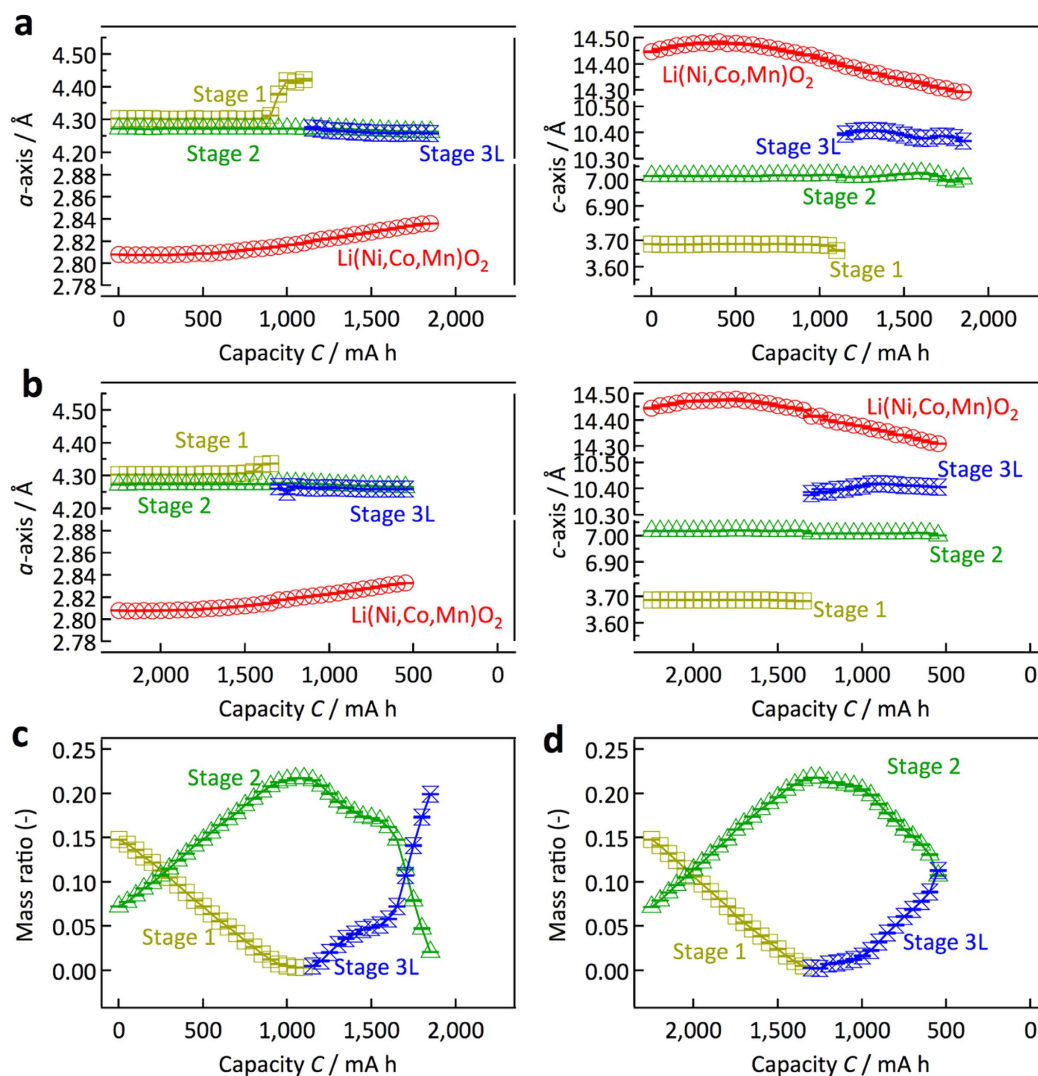 a
4.50
4.40
4.30
4.20
2.88
2.86
2.84
2.82
2.80
2.78
a-axis / Å
Stage 1
Stage 2
Stage 3L
Li(Ni,Co,Mn)O₂
0
500
1,000
1,500
2,000
Capacity C / mA h
14.50
14.40
14.30
10.50
10.40
10.30
7.00
6.90
3.70
3.60
c-axis / Å
Li(Ni,Co,Mn)O₂
Stage 3L
Stage 2
Stage 1
0
500
1,000
1,500
2,000
Capacity C / mA h
b
4.50
4.40
4.30
4.20
2.88
2.86
2.84
2.82
2.80
2.78
a-axis / Å
Stage 1
Stage 2
Stage 3L
Li(Ni,Co,Mn)O₂
2,000
1,500
1,000
500
0
Capacity C / mA h
14.50
14.40
14.30
10.50
10.40
10.30
7.00
6.90
3.70
3.60
c-axis / Å
Li(Ni,Co,Mn)O₂
Stage 3L
Stage 2
Stage 1
2,000
1,500
1,000
500
0
Capacity C / mA h
c
0.25
0.20
0.15
0.10
0.05
0.00
Mass ratio (-)
Stage 2
Stage 1
Stage 3L
0
500
1,000
1,500
2,000
Capacity C / mA h
d
0.25
0.20
0.15
0.10
0.05
0.00
Mass ratio (-)
Stage 2
Stage 1
Stage 3L
2,000
1,500
1,000
500
0
Capacity C / mA h